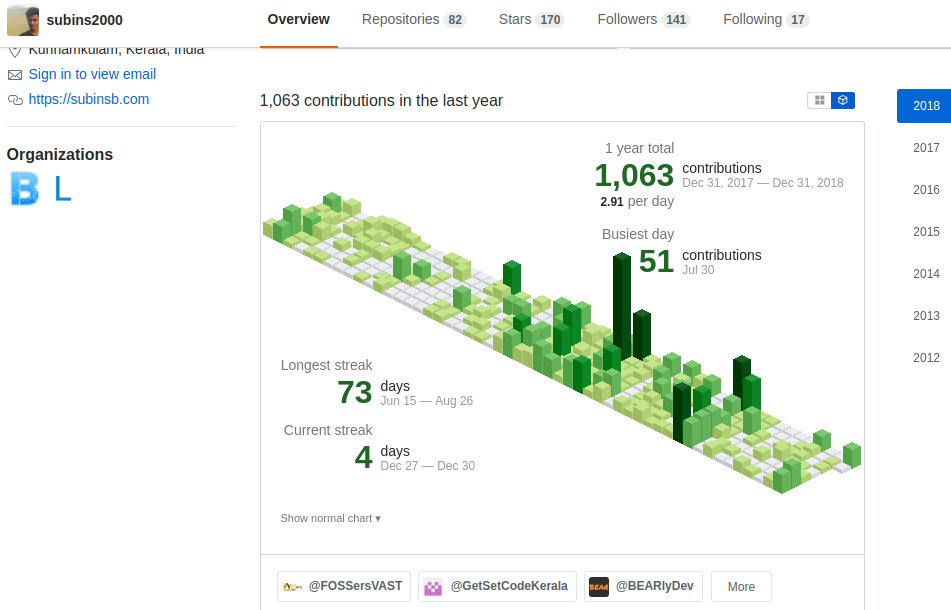 subins2000
Overview Repositories 82 Stars 170 Followers 141 Following 17
Kunnamkulam, Kerala, India
Sign in to view email
https://subinsb.com
Organizations
B L
1,063 contributions in the last year
2018
2017
2016
2015
2014
2013
2012
1 year total
1,063 contributions
Dec 31, 2017 — Dec 31, 2018
2.91 per day
Busiest day
51 contributions
Jul 30
Longest streak
73 days
Jun 15 — Aug 26
Current streak
4 days
Dec 27 — Dec 30
Show normal chart ▾
@FOSSersVAST
@GetSetCodeKerala
BEAR @BEARlyDev
More